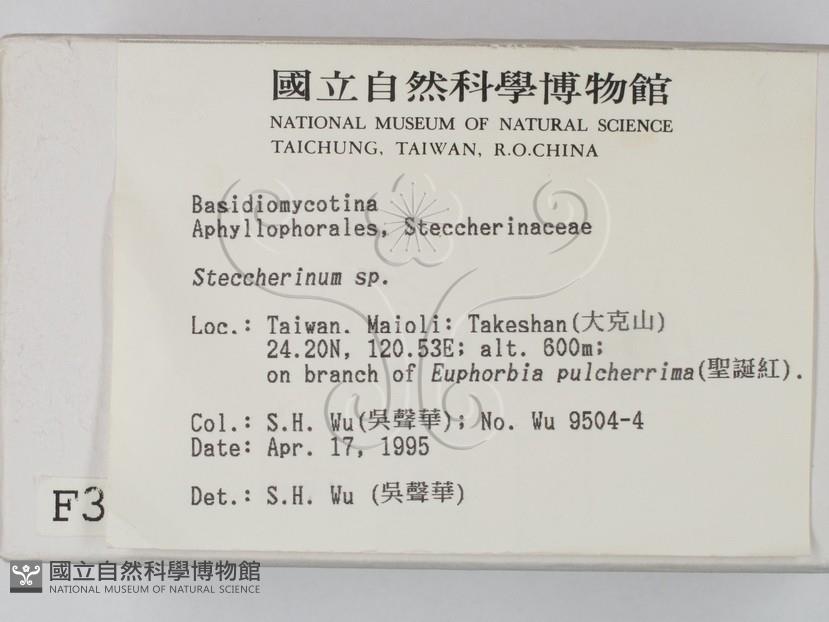 國立自然科學博物館
NATIONAL MUSEUM OF NATURAL SCIENCE
TAICHUNG, TAIWAN, R.O.CHINA
Basidiomycotina
Aphyllophorales, Steccherinaceae
Steccherinum sp.
Loc.: Taiwan. Maioli: Takeshan(大克山)
24.20N, 120.53E; alt. 600m;
on branch of Euphorbia pulcherrima(聖誕紅).
Col.: S.H. Wu(吳聲華); No. Wu 9504-4
Date: Apr. 17, 1995
Det.: S.H. Wu (吳聲華)
F3
國立自然科學博物館
NATIONAL MUSEUM OF NATURAL SCIENCE